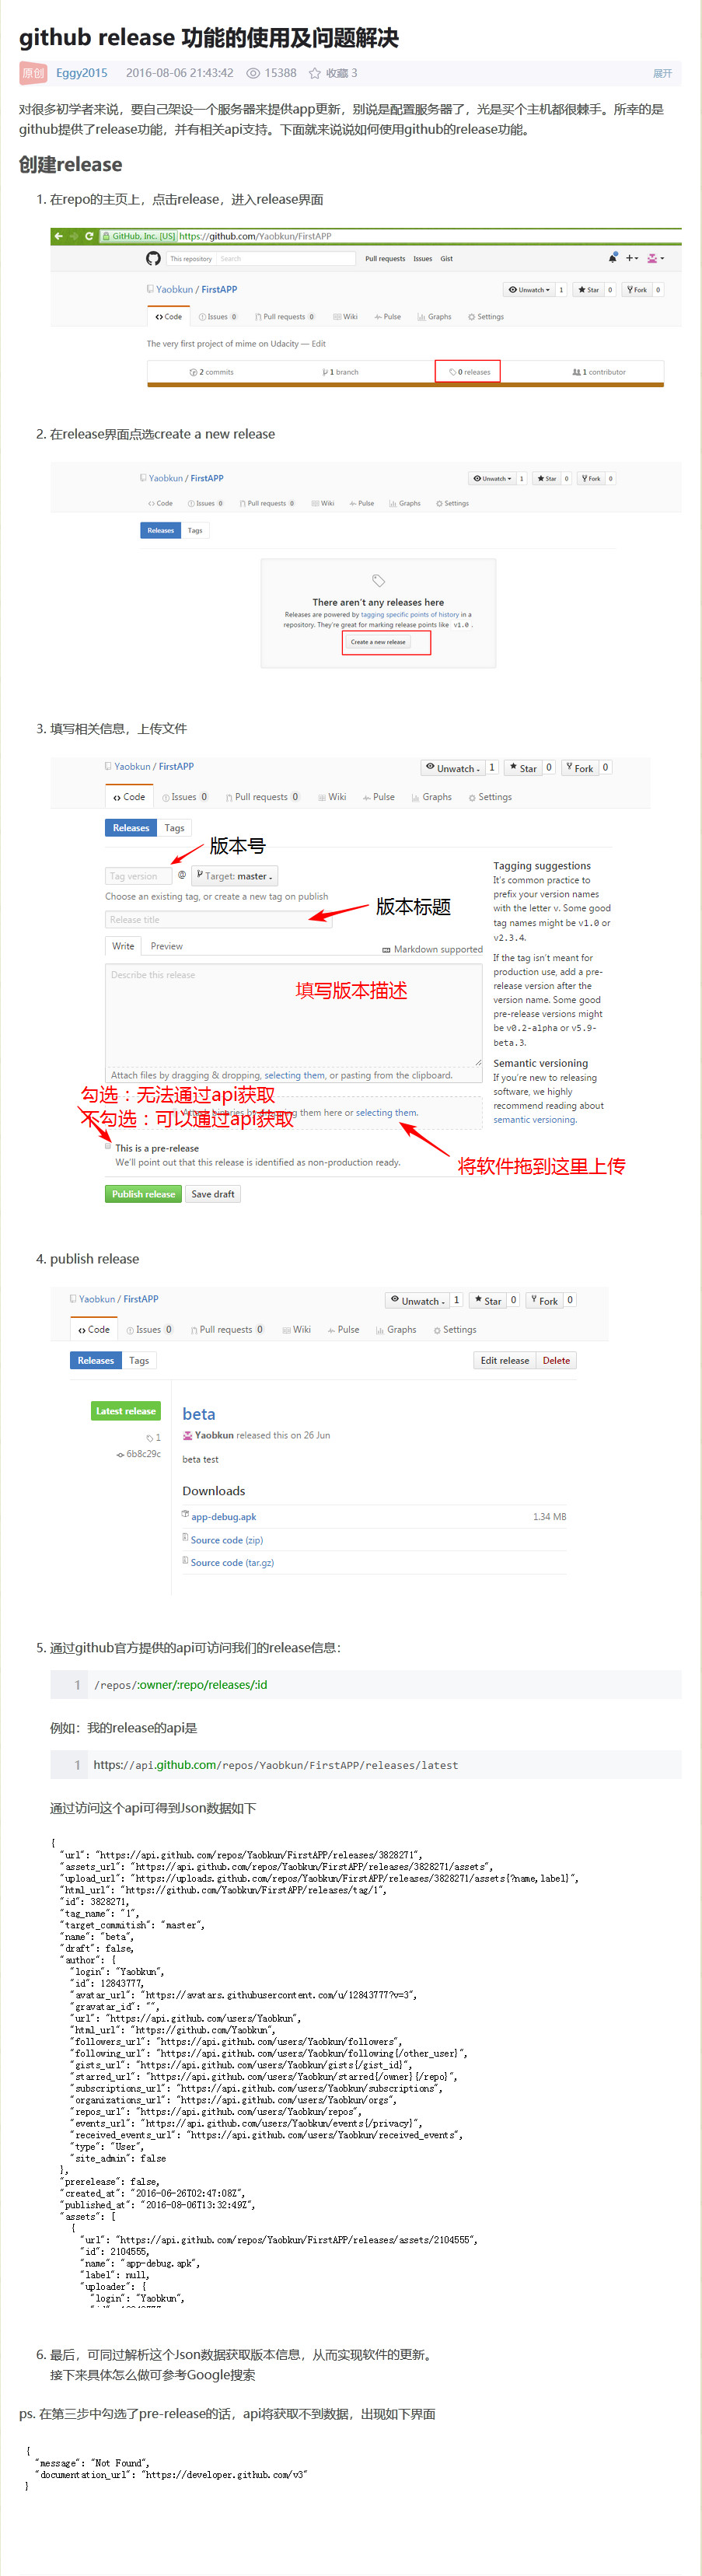 github release 功能的使用及问题解决
原创 Eggy2015 2016-08-06 21:43:42 15388 收藏 3 展开
对很多初学者来说，要自己架设一个服务器来提供app更新，别说是配置服务器了，光是买个主机都很棘手。所幸的是
github提供了release功能，并有相关api支持。下面就来说说如何使用github的release功能。
创建release
1. 在repo的主页上，点击release，进入release界面
GitHub, Inc. [US] https://github.com/Yaobkun/FirstAPP
This repository Search Pull requests Issues Gist
Yaobkun / FirstAPP Unwatch 1 Star 0 Fork 0
Code Issues 0 Pull requests 0 Wiki Pulse Graphs Settings
The very first project of mime on Udacity — Edit
2 commits 1 branch 0 releases 1 contributor
2. 在release界面点选create a new release
Yaobkun / FirstAPP Unwatch 1 Star 0 Fork 0
Code Issues 0 Pull requests 0 Wiki Pulse Graphs Settings
Releases Tags
There aren't any releases here
Releases are powered by tagging specific points of history in a
repository. They're great for marking release points like v1.0 .
Create a new release
3. 填写相关信息，上传文件
Yaobkun / FirstAPP Unwatch 1 Star 0 Fork 0
Code Issues 0 Pull requests 0 Wiki Pulse Graphs Settings
Releases Tags
版本号
Tag version @ Target: master
Choose an existing tag, or create a new tag on publish
Release title
版本标题
Write Preview Markdown supported
Describe this release
填写版本描述
Attach files by dragging & dropping, selecting them, or pasting from the clipboard.
勾选：无法通过api获取
不勾选：可以通过api获取
them here or selecting them.
将软件拖到这里上传
This is a pre-release
We'll point out that this release is identified as non-production ready.
Publish release Save draft
Tagging suggestions
It's common practice to
prefix your version names
with the letter v. Some good
tag names might be v1.0 or
v2.3.4.
If the tag isn't meant for
production use, add a pre-
release version after the
version name. Some good
pre-release versions might
be v0.2-alpha or v5.9-
beta.3.
Semantic versioning
If you're new to releasing
software, we highly
recommend reading about
semantic versioning.
4. publish release
Yaobkun / FirstAPP Unwatch 1 Star 0 Fork 0
Code Issues 0 Pull requests 0 Wiki Pulse Graphs Settings
Releases Tags Edit release Delete
Latest release
1
6b8c29c
beta
Yaobkun released this on 26 Jun
beta test
Downloads
app-debug.apk 1.34 MB
Source code (zip)
Source code (tar.gz)
5. 通过github官方提供的api可访问我们的release信息：
1 /repos/:owner/:repo/releases/:id
例如：我的release的api是
1 https://api.github.com/repos/Yaobkun/FirstAPP/releases/latest
通过访问这个api可得到Json数据如下
{
"url": "https://api.github.com/repos/Yaobkun/FirstAPP/releases/3828271",
"assets_url": "https://api.github.com/repos/Yaobkun/FirstAPP/releases/3828271/assets",
"upload_url": "https://uploads.github.com/repos/Yaobkun/FirstAPP/releases/3828271/assets{?name,label}",
"html_url": "https://github.com/Yaobkun/FirstAPP/releases/tag/1",
"id": 3828271,
"tag_name": "1",
"target_commitish": "master",
"name": "beta",
"draft": false,
"author": {
"login": "Yaobkun",
"id": 12843777,
"avatar_url": "https://avatars.githubusercontent.com/u/12843777?v=3",
"gravatar_id": "",
"url": "https://api.github.com/users/Yaobkun",
"html_url": "https://github.com/Yaobkun",
"followers_url": "https://api.github.com/users/Yaobkun/followers",
"following_url": "https://api.github.com/users/Yaobkun/following{/other_user}",
"gists_url": "https://api.github.com/users/Yaobkun/gists{/gist_id}",
"starred_url": "https://api.github.com/users/Yaobkun/starred{/owner}{/repo}",
"subscriptions_url": "https://api.github.com/users/Yaobkun/subscriptions",
"organizations_url": "https://api.github.com/users/Yaobkun/orgs",
"repos_url": "https://api.github.com/users/Yaobkun/repos",
"events_url": "https://api.github.com/users/Yaobkun/events{/privacy}",
"received_events_url": "https://api.github.com/users/Yaobkun/received_events",
"type": "User",
"site_admin": false
},
"prerelease": false,
"created_at": "2016-06-26T02:47:08Z",
"published_at": "2016-08-06T13:32:49Z",
"assets": [
{
"url": "https://api.github.com/repos/Yaobkun/FirstAPP/releases/assets/2104555",
"id": 2104555,
"name": "app-debug.apk",
"label": null,
"uploader": {
"login": "Yaobkun",
6. 最后，可同过解析这个Json数据获取版本信息，从而实现软件的更新。
接下来具体怎么做可参考Google搜索
ps. 在第三步中勾选了pre-release的话，api将获取不到数据，出现如下界面
{
"message": "Not Found",
"documentation_url": "https://developer.github.com/v3"
}